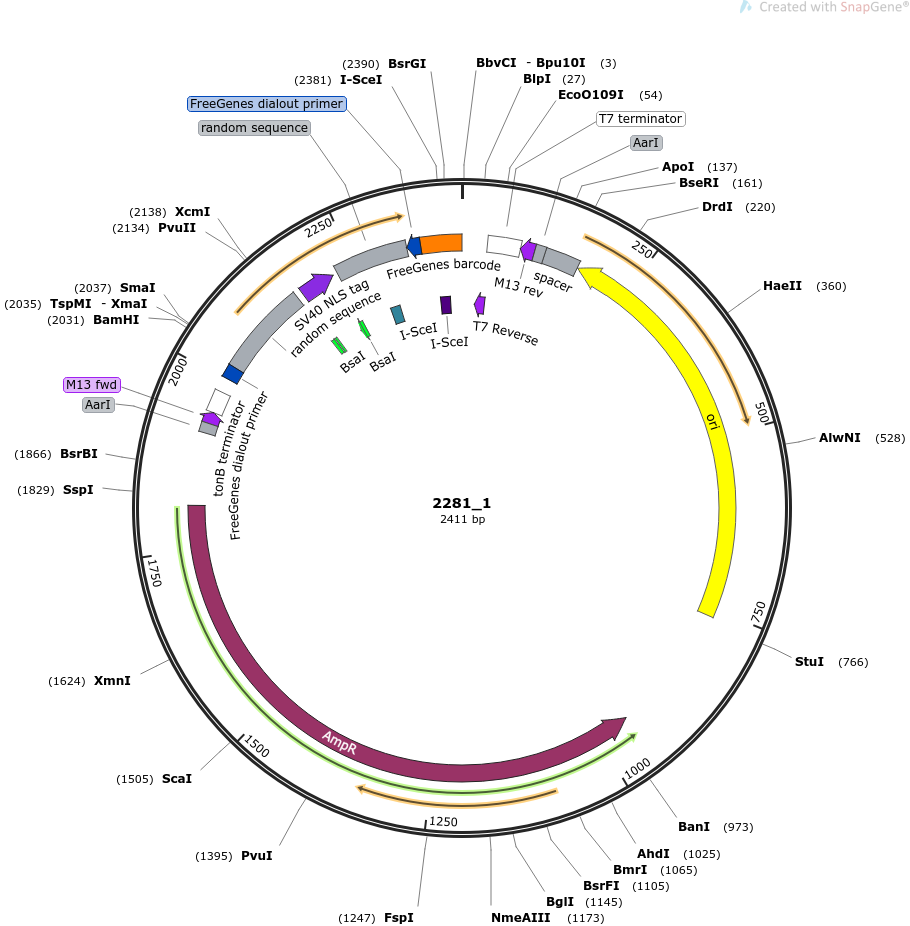 Created with SnapGene®
(2390) BsrGI
(2381) I-SceI
BbvCI - Bpu10I (3)
BlpI (27)
EcoO109I (54)
T7 terminator
AarI
ApoI (137)
BseRI (161)
DrdI (220)
HaeII (360)
AlwNI (528)
StuI (766)
BanI (973)
AhdI (1025)
BmrI (1065)
BsrFI (1105)
BglI (1145)
NmeAIII (1173)
(1247) FspI
(1395) PvuI
(1505) ScaI
(1624) XmnI
(1829) SspI
(1866) BsrBI
AarI
M13 fwd
(2031) BamHI
(2035) TspMI - XmaI
(2037) SmaI
(2134) PvuII
(2138) XcmI
random sequence
FreeGenes dialout primer
250
500
750
1000
1250
1500
1750
2000
2250
FreeGenes barcode
M13 rev
spacer
SV40 NLS tag
random sequence
BsaI
BsaI
I-SceI
I-SceI
T7 Reverse
tonB terminator
FreeGenes dialout primer
ori
AmpR
2281_1
2411 bp